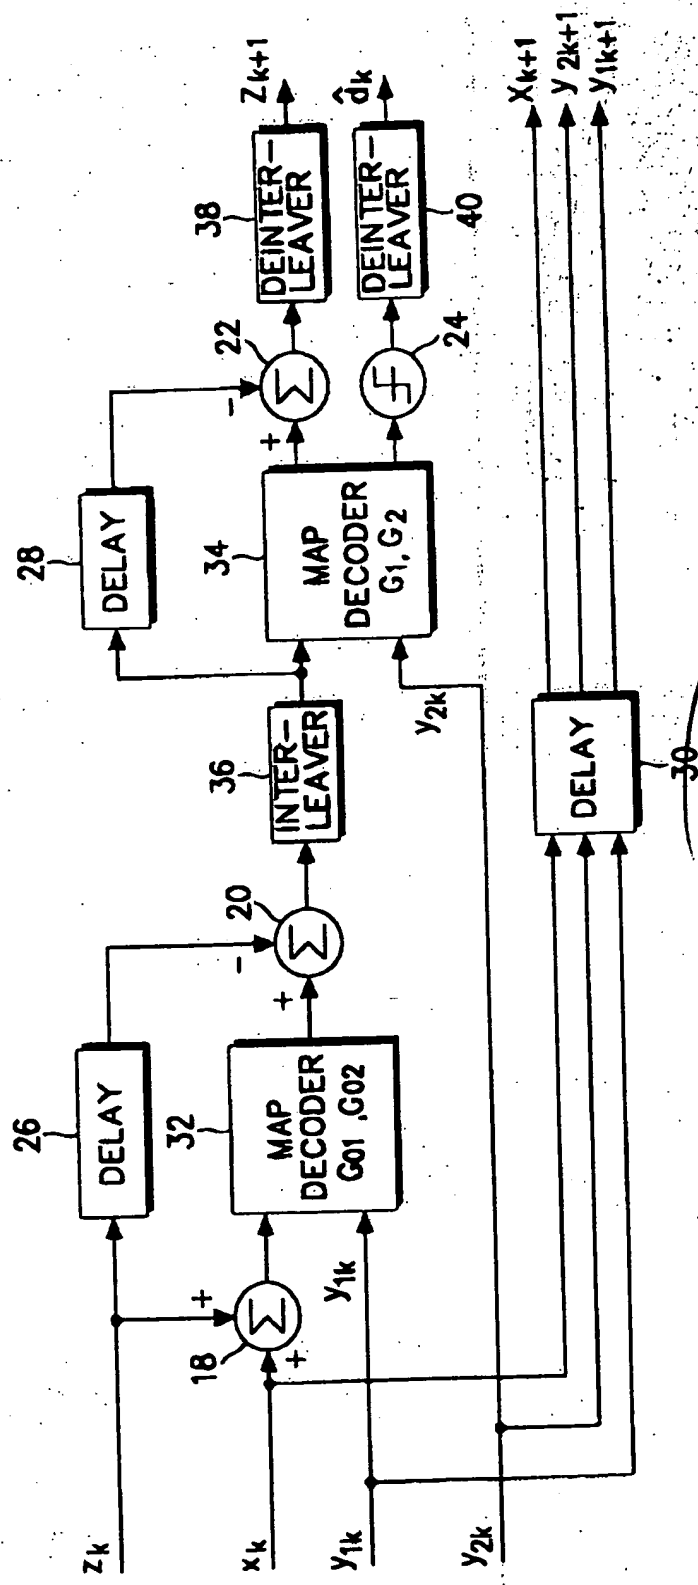 zk
xk
y1k
y2k
26
DELAY
+
18
Σ
+
y1k
32
MAP
DECODER
G01, G02
-
+
20
Σ
36
INTER-
LEAVER
28
DELAY
y2k
34
MAP
DECODER
G1, G2
-
+
22
Σ
24
38
DEINTER-
LEAVER
40
DEINTER-
LEAVER
Zk+1
d̂k
DELAY
30
Xk+1
y2k+1
y1k+1